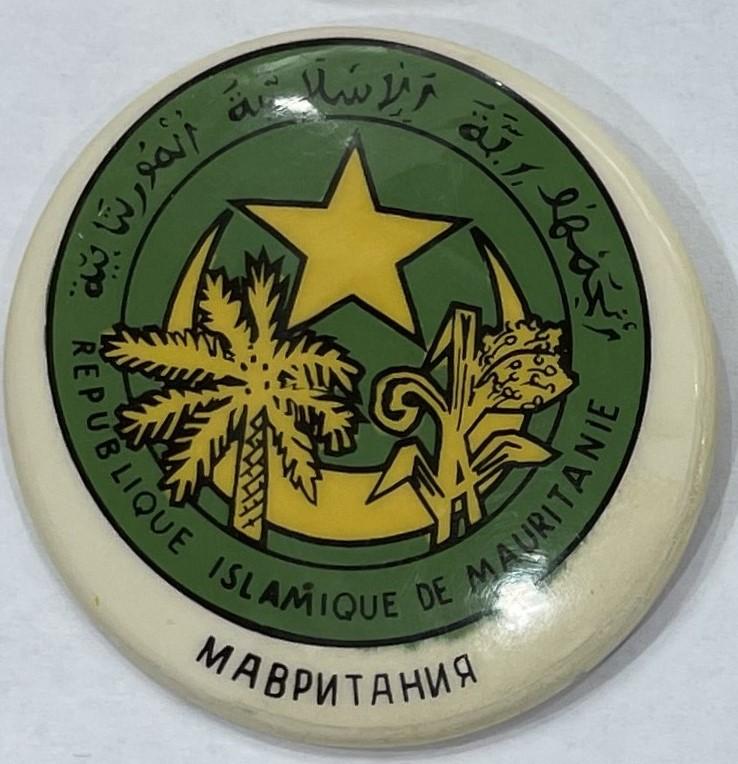 الجمهورية الإسلامية الموريتانية
REPUBLIQUE ISLAMIQUE DE MAURITANIE
МАВРИТАНИЯ